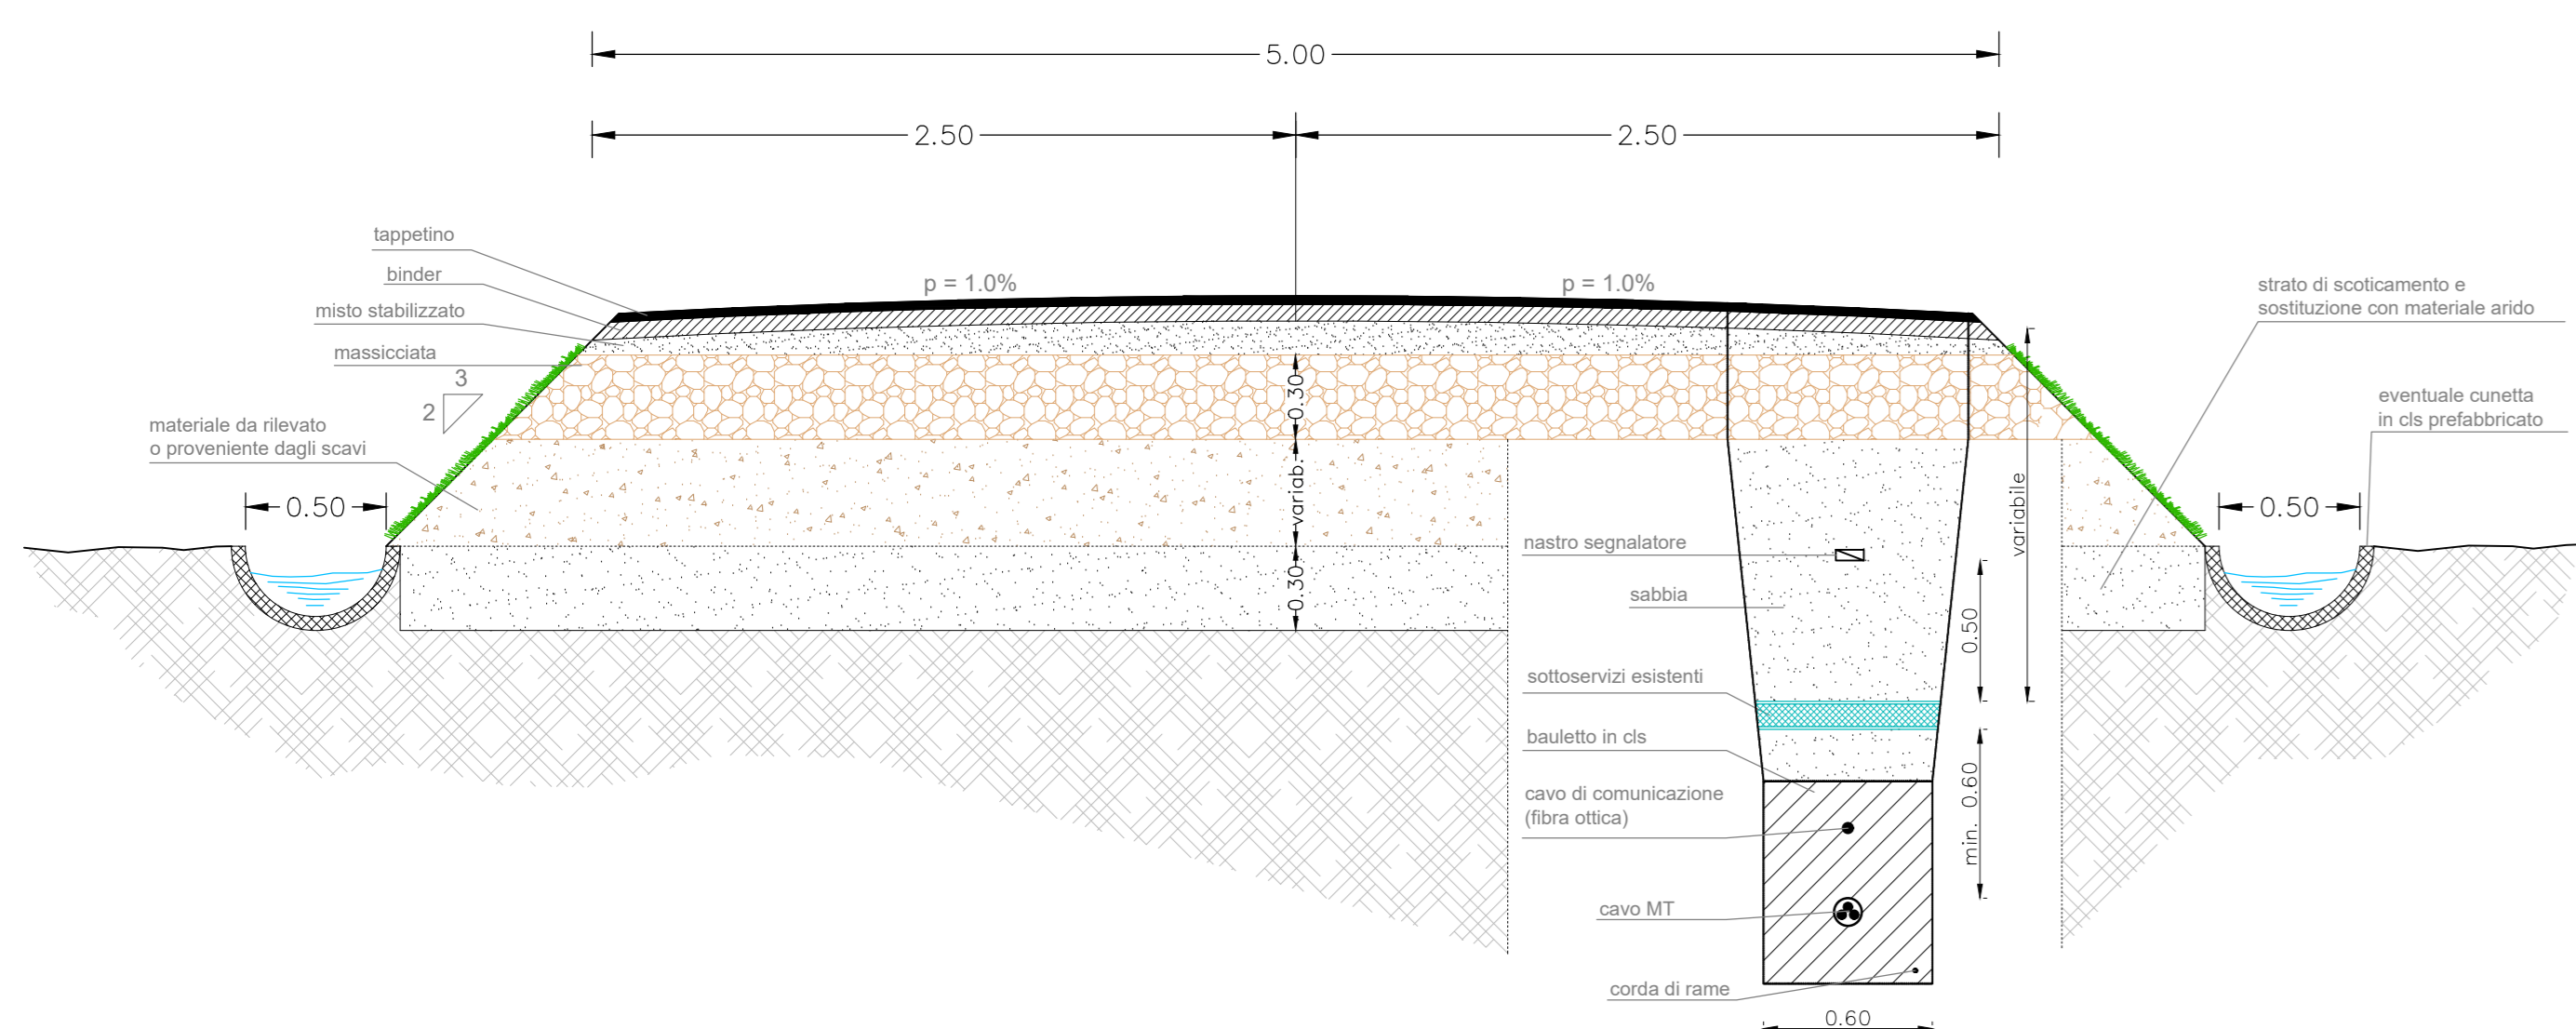 5.00
2.50
2.50
tappetino
binder
misto stabilizzato
massicciata
3
2
materiale da rilevato
o proveniente dagli scavi
p = 1.0%
p = 1.0%
strato di scoticamento e
sostituzione con materiale arido
eventuale cunetta
in cls prefabbricato
0.50
0.50
0.30
variab.
0.30
variabile
nastro segnalatore
sabbia
0.50
sottoservizi esistenti
bauletto in cls
cavo di comunicazione
(fibra ottica)
min. 0.60
cavo MT
corda di rame
0.60